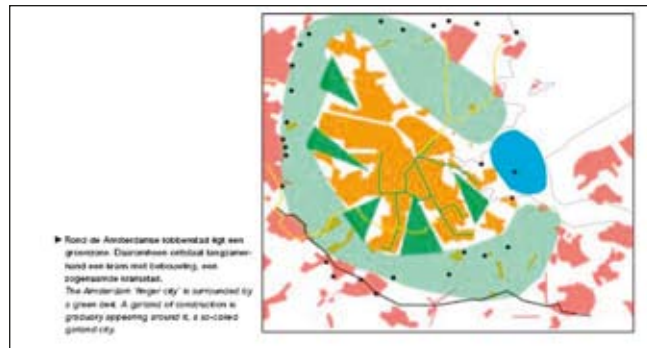 ► Rond de Amsterdamse lobbenstad ligt een
groenzone. Daaromheen ontstaat langzamer-
hand een krans met bebouwing, een
zogenaamde kransstad.
The Amsterdam 'finger city' is surrounded by
a green belt. A garland of construction is
gradually appearing around it, a so-called
garland city.